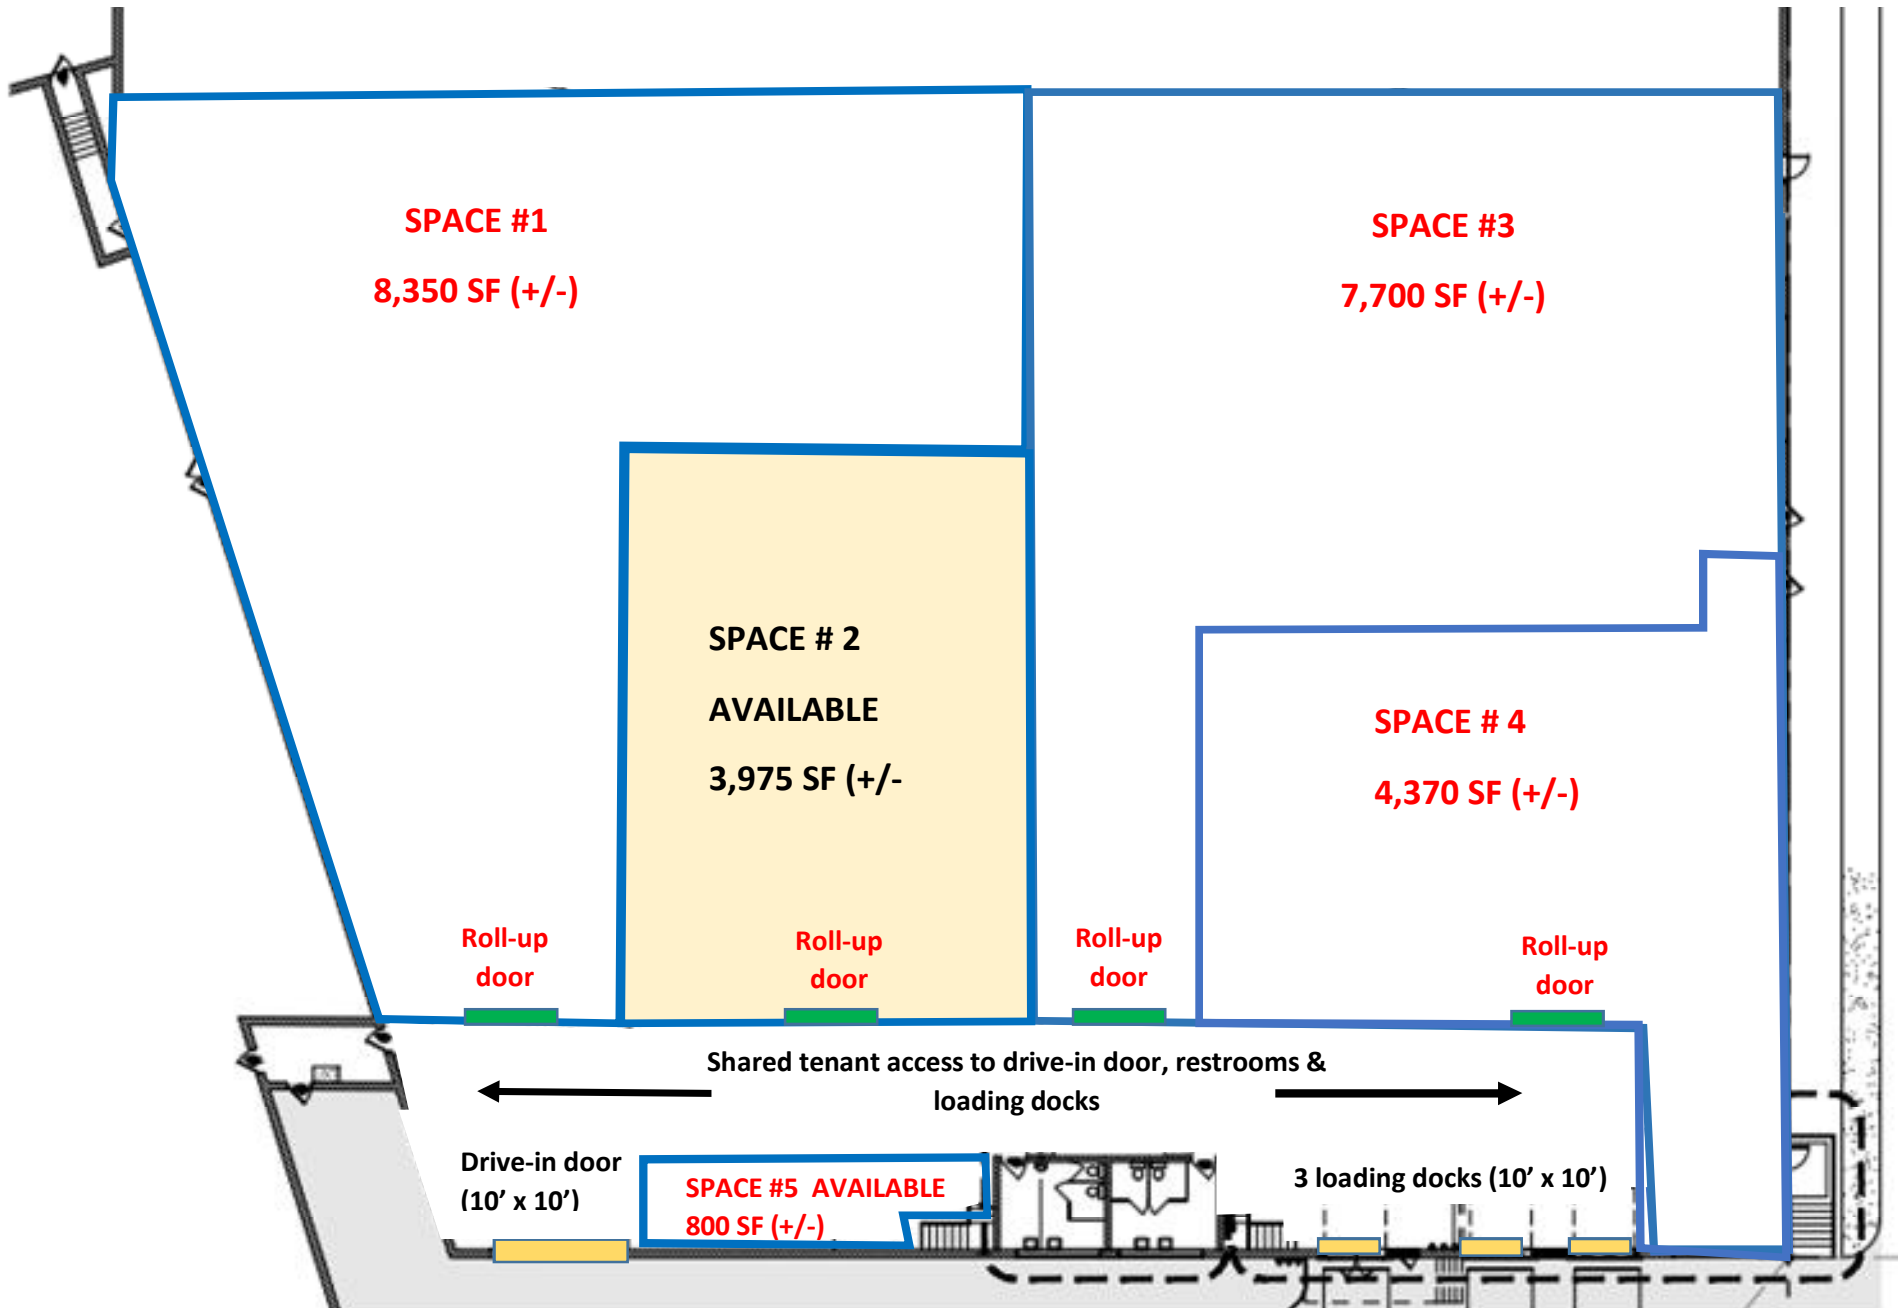 SPACE #1
8,350 SF (+/-)
SPACE #3
7,700 SF (+/-)
SPACE # 2
AVAILABLE
3,975 SF (+/-
SPACE # 4
4,370 SF (+/-)
Roll-up
door
Roll-up
door
Roll-up
door
Roll-up
door
Shared tenant access to drive-in door, restrooms &
loading docks
Drive-in door
(10’ x 10’)
SPACE #5  AVAILABLE
800 SF (+/-)
3 loading docks (10’ x 10’)